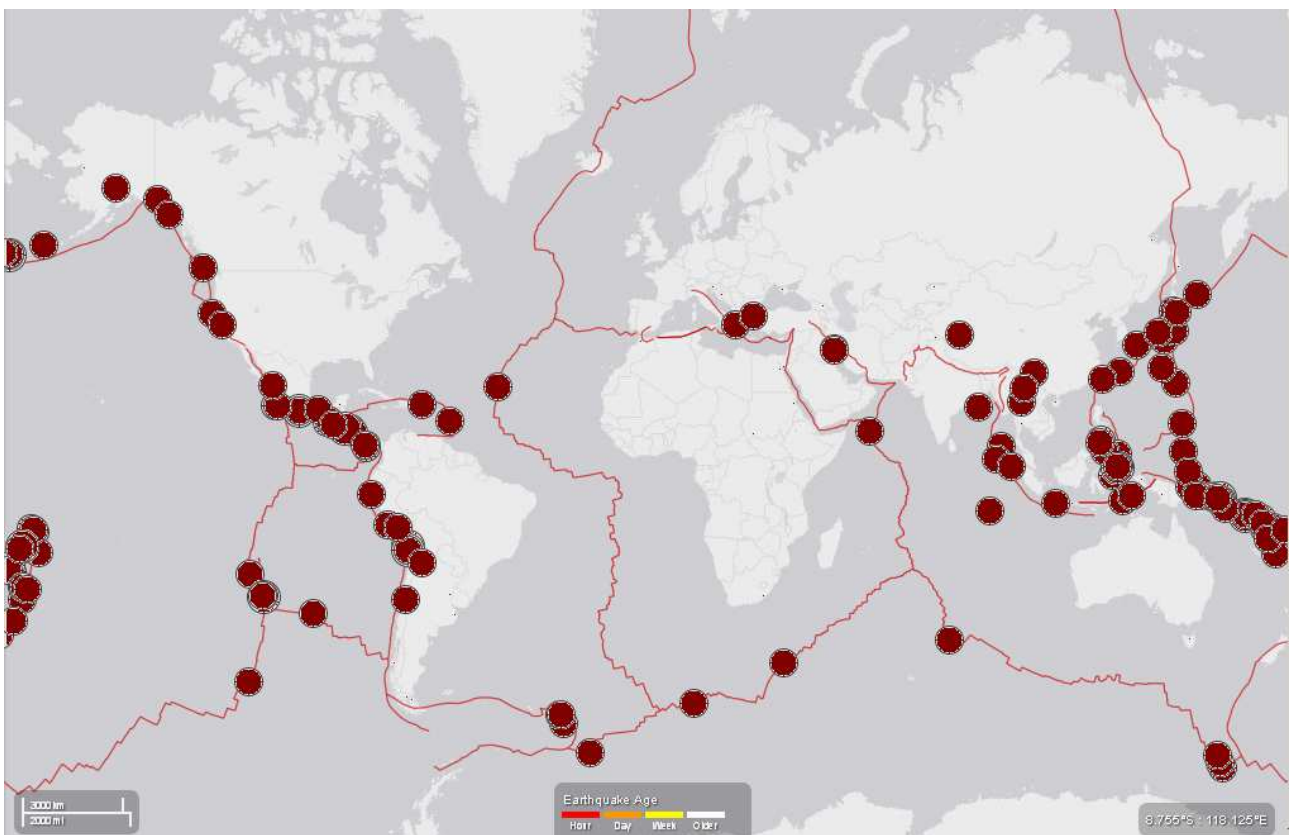 3000 km
2000 mi
Earthquake Age
Hour Day Week Older
8.755°S : 118.125°E